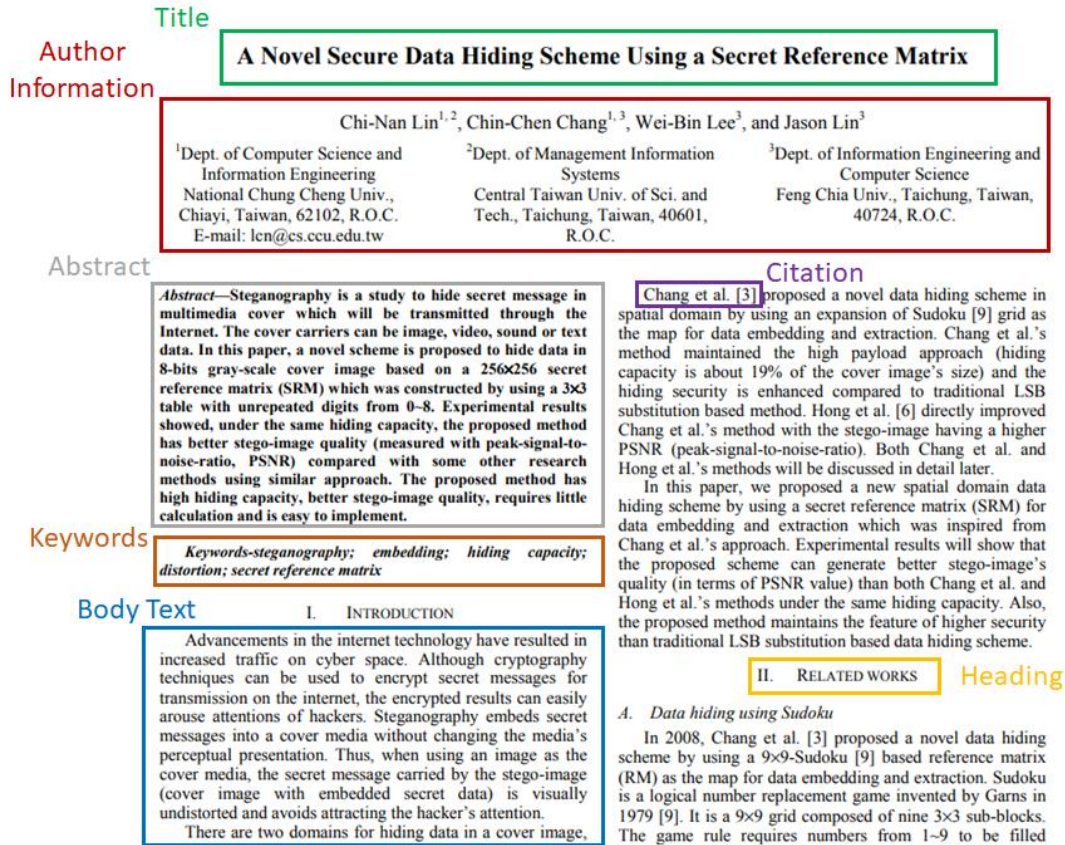 Title
A Novel Secure Data Hiding Scheme Using a Secret Reference Matrix
Author
Information
Chi-Nan Lin1, 2, Chin-Chen Chang1, 3, Wei-Bin Lee3, and Jason Lin3
1Dept. of Computer Science and
Information Engineering
National Chung Cheng Univ.,
Chiayi, Taiwan, 62102, R.O.C.
E-mail: lcn@cs.ccu.edu.tw
2Dept. of Management Information
Systems
Central Taiwan Univ. of Sci. and
Tech., Taichung, Taiwan, 40601,
R.O.C.
3Dept. of Information Engineering and
Computer Science
Feng Chia Univ., Taichung, Taiwan,
40724, R.O.C.
Abstract
Abstract—Steganography is a study to hide secret message in
multimedia cover which will be transmitted through the
Internet. The cover carriers can be image, video, sound or text
data. In this paper, a novel scheme is proposed to hide data in
8-bits gray-scale cover image based on a 256×256 secret
reference matrix (SRM) which was constructed by using a 3×3
table with unrepeated digits from 0~8. Experimental results
showed, under the same hiding capacity, the proposed method
has better stego-image quality (measured with peak-signal-to-
noise-ratio, PSNR) compared with some other research
methods using similar approach. The proposed method has
high hiding capacity, better stego-image quality, requires little
calculation and is easy to implement.
Keywords
Keywords-steganography; embedding; hiding capacity;
distortion; secret reference matrix
Body Text
I. INTRODUCTION
Advancements in the internet technology have resulted in
increased traffic on cyber space. Although cryptography
techniques can be used to encrypt secret messages for
transmission on the internet, the encrypted results can easily
arouse attentions of hackers. Steganography embeds secret
messages into a cover media without changing the media's
perceptual presentation. Thus, when using an image as the
cover media, the secret message carried by the stego-image
(cover image with embedded secret data) is visually
undistorted and avoids attracting the hacker's attention.
There are two domains for hiding data in a cover image,
Citation
Chang et al. [3] proposed a novel data hiding scheme in
spatial domain by using an expansion of Sudoku [9] grid as
the map for data embedding and extraction. Chang et al.'s
method maintained the high payload approach (hiding
capacity is about 19% of the cover image's size) and the
hiding security is enhanced compared to traditional LSB
substitution based method. Hong et al. [6] directly improved
Chang et al.'s method with the stego-image having a higher
PSNR (peak-signal-to-noise-ratio). Both Chang et al. and
Hong et al.'s methods will be discussed in detail later.
In this paper, we proposed a new spatial domain data
hiding scheme by using a secret reference matrix (SRM) for
data embedding and extraction which was inspired from
Chang et al.'s approach. Experimental results will show that
the proposed scheme can generate better stego-image's
quality (in terms of PSNR value) than both Chang et al. and
Hong et al.'s methods under the same hiding capacity. Also,
the proposed method maintains the feature of higher security
than traditional LSB substitution based data hiding scheme.
II. RELATED WORKS
Heading
A. Data hiding using Sudoku
In 2008, Chang et al. [3] proposed a novel data hiding
scheme by using a 9×9-Sudoku [9] based reference matrix
(RM) as the map for data embedding and extraction. Sudoku
is a logical number replacement game invented by Garns in
1979 [9]. It is a 9×9 grid composed of nine 3×3 sub-blocks.
The game rule requires numbers from 1~9 to be filled